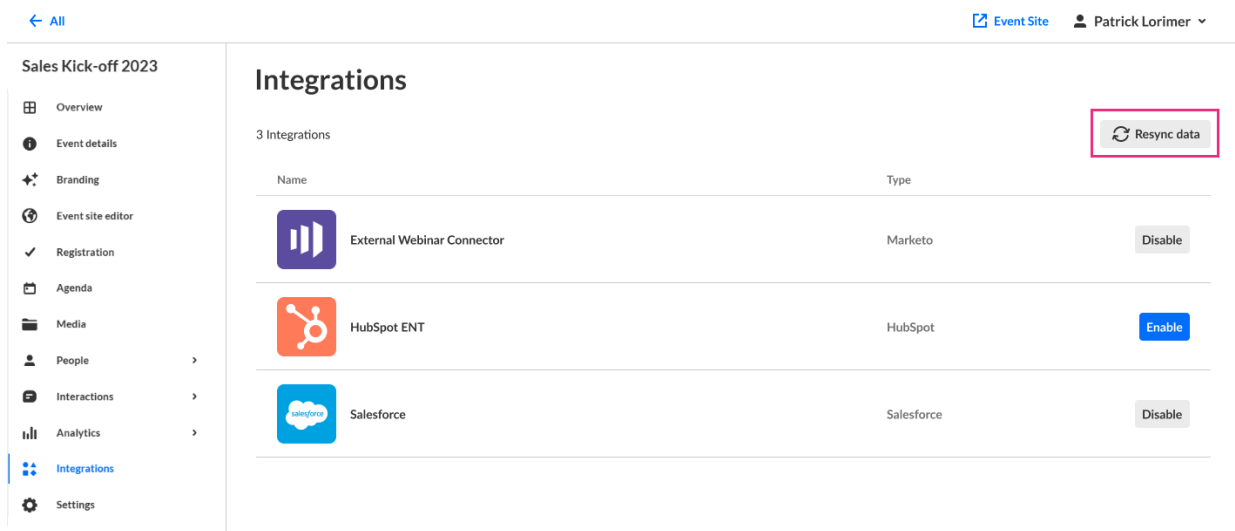 All
Event Site
Patrick Lorimer
Sales Kick-off 2023
Overview
Event details
Branding
Event site editor
Registration
Agenda
Media
People
Interactions
Analytics
Integrations
Settings
Integrations
3 Integrations
Resync data
Name Type
External Webinar Connector Marketo Disable
HubSpot ENT HubSpot Enable
salesforce
Salesforce Salesforce Disable